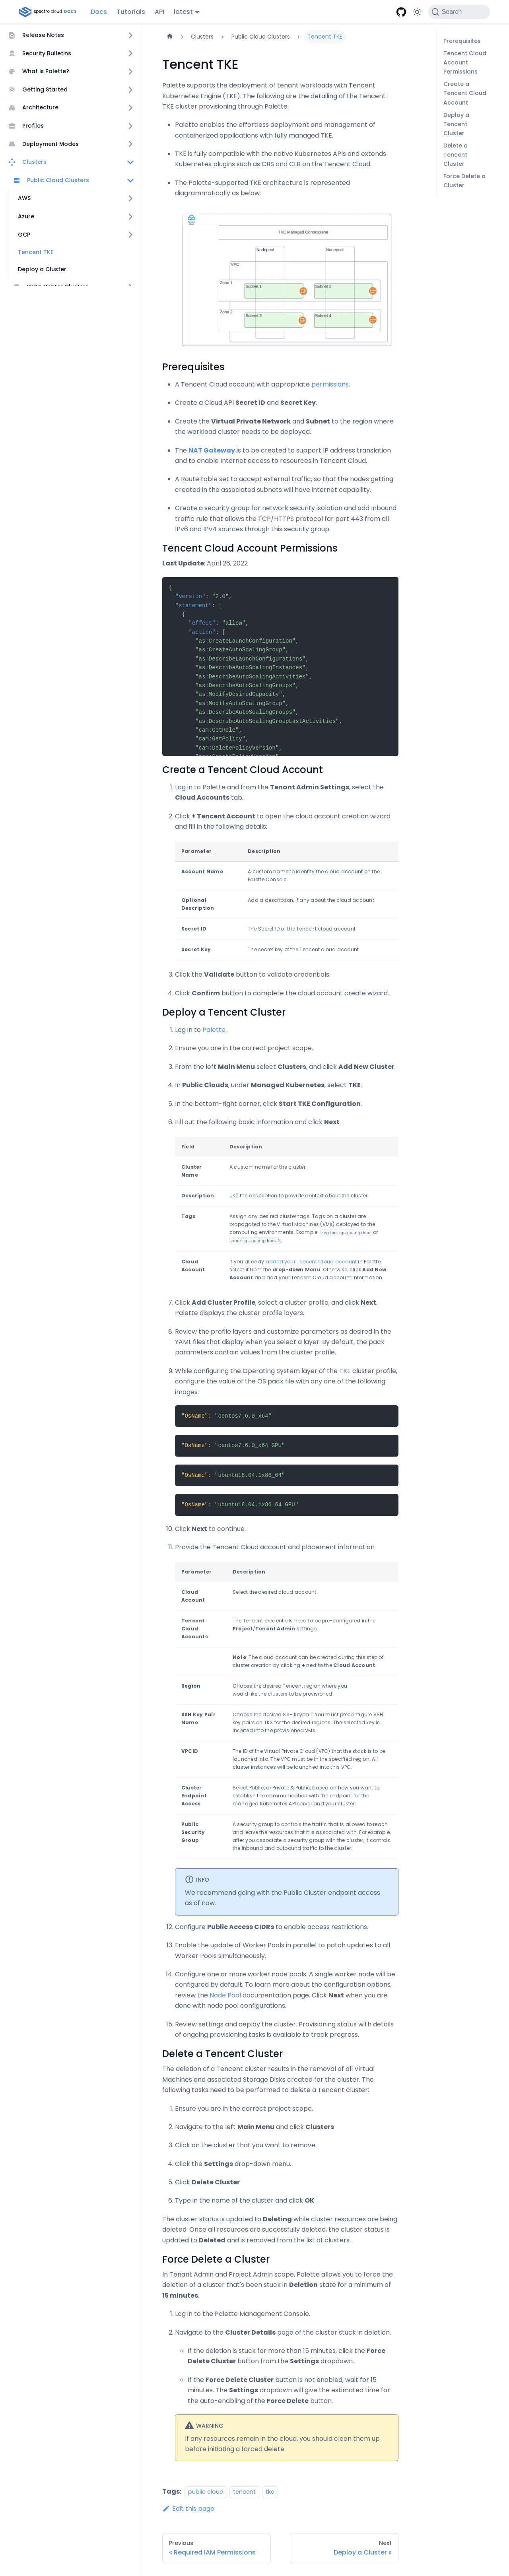 spectro cloud DOCS
Docs
Tutorials
API
latest
Search
Release Notes
Security Bulletins
What is Palette?
Getting Started
Architecture
Profiles
Deployment Modes
Clusters
Public Cloud Clusters
AWS
Azure
GCP
Tencent TKE
Deploy a Cluster
Clusters
Public Cloud Clusters
Tencent TKE
Prerequisites
Tencent Cloud Account Permissions
Create a Tencent Cloud Account
Deploy a Tencent Cluster
Delete a Tencent Cluster
Force Delete a Cluster
Tencent TKE
Palette supports the deployment of tenant workloads with Tencent
Kubernetes Engine (TKE). The following are the detailing of the Tencent
TKE cluster provisioning through Palette:
Palette enables the effortless deployment and management of
containerized applications with fully managed TKE.
TKE is fully compatible with the native Kubernetes APIs and extends
Kubernetes plugins such as CBS and CLB on the Tencent Cloud.
The Palette-supported TKE architecture is represented
diagrammatically as below:
TKE Managed Controlplane
Nodepool
Nodepool
VPC
Zone 1
Subnet 1
Subnet 2
Zone 2
Subnet 3
Subnet 4
Prerequisites
A Tencent Cloud account with appropriate permissions.
Create a Cloud API Secret ID and Secret Key.
Create the Virtual Private Network and Subnet to the region where
the workload cluster needs to be deployed.
The NAT Gateway is to be created to support IP address translation
and to enable Internet access to resources in Tencent Cloud.
A Route table set to accept external traffic, so that the nodes getting
created in the associated subnets will have internet capability.
Create a security group for network security isolation and add Inbound
traffic rule that allows the TCP/HTTPS protocol for port 443 from all
IPv6 and IPv4 sources through this security group.
Tencent Cloud Account Permissions
Last Update: April 26, 2022
{
"version": "2.0",
"statement": [
{
"effect": "allow",
"action": [
"as:CreateLaunchConfiguration",
"as:CreateAutoScalingGroup",
"as:DescribeLaunchConfigurations",
"as:DescribeAutoScalingInstances",
"as:DescribeAutoScalingActivities",
"as:DescribeAutoScalingGroups",
"as:ModifyDesiredCapacity",
"as:ModifyAutoScalingGroup",
"as:DescribeAutoScalingGroups",
"as:DescribeAutoScalingGroupLastActivities",
"cam:GetRole",
"cam:GetPolicy",
"cam:DeletePolicyVersion",
Create a Tencent Cloud Account
1. Log in to Palette and from the Tenant Admin Settings, select the
Cloud Accounts tab.
2. Click + Tencent Account to open the cloud account creation wizard
and fill in the following details:
Parameter Description
Account Name A custom name to identify the cloud account on the
Palette Console.
Optional Description Add a description, if any about the cloud account.
Secret ID The Secret ID of the Tencent cloud account.
Secret Key The secret key of the Tencent cloud account.
3. Click the Validate button to validate credentials.
4. Click Confirm button to complete the cloud account create wizard.
Deploy a Tencent Cluster
1. Log in to Palette.
2. Ensure you are in the correct project scope.
3. From the left Main Menu select Clusters, and click Add New Cluster.
4. In Public Clouds, under Managed Kubernetes, select TKE.
5. In the bottom-right corner, click Start TKE Configuration.
6. Fill out the following basic information and click Next.
Field Description
Cluster Name A custom name for the cluster.
Description Use the description to provide context about the cluster.
Tags Assign any desired cluster tags. Tags on a cluster are
propagated to the Virtual Machines (VMs) deployed to the
computing environments. Example: region:ap-guangzhou or
zone:ap-guangzhou-2.
Cloud Account If you already added your Tencent Cloud account in Palette,
select it from the drop-down Menu. Otherwise, click Add New
Account and add your Tencent Cloud account information.
7. Click Add Cluster Profile, select a cluster profile, and click Next.
Palette displays the cluster profile layers.
8. Review the profile layers and customize parameters as desired in the
YAML files that display when you select a layer. By default, the pack
parameters contain values from the cluster profile.
9. While configuring the Operating System layer of the TKE cluster profile,
configure the value of the OS pack file with any one of the following
images:
"OsName": "centos7.6.0_x64"
"OsName": "centos7.6.0_x64 GPU"
"OsName": "ubuntu18.04.1x86_64"
"OsName": "ubuntu18.04.1x86_64 GPU"
10. Click Next to continue.
11. Provide the Tencent Cloud account and placement information:
Parameter Description
Cloud Account Select the desired cloud account.
Tencent Cloud Accounts The Tencent credentials need to be pre-configured in the
Project/Tenant Admin settings.
Note: The cloud account can be created during this step of
cluster creation by clicking + next to the Cloud Account.
Region Choose the desired Tencent region where you
would like the clusters to be provisioned.
SSH Key Pair Name Choose the desired SSH keypair. You must preconfigure SSH
key pairs on TKS for the desired regions. The selected key is
inserted into the provisioned VMs.
VPCID The ID of the Virtual Private Cloud (VPC) that the stack is to be
launched into. The VPC must be in the specified region. All
cluster instances will be launched into this VPC.
Cluster Endpoint Access Select Public, or Private & Public, based on how you want to
establish the communication with the endpoint for the
managed Kubernetes API server and your cluster.
Public Security Group A security group to controls the traffic that is allowed to reach
and leave the resources that it is associated with. For example,
after you associate a security group with the cluster, it controls
the inbound and outbound traffic to the cluster.
INFO
We recommend going with the Public Cluster endpoint access
as of now.
12. Configure Public Access CIDRs to enable access restrictions.
13. Enable the update of Worker Pools in parallel to patch updates to all
Worker Pools simultaneously.
14. Configure one or more worker node pools. A single worker node will be
configured by default. To learn more about the configuration options,
review the Node Pool documentation page. Click Next when you are
done with node pool configurations.
15. Review settings and deploy the cluster. Provisioning status with details
of ongoing provisioning tasks is available to track progress.
Delete a Tencent Cluster
The deletion of a Tencent cluster results in the removal of all Virtual
Machines and associated Storage Disks created for the cluster. The
following tasks need to be performed to delete a Tencent cluster:
1. Ensure you are in the correct project scope.
2. Navigate to the left Main Menu and click Clusters
3. Click on the cluster that you want to remove.
4. Click the Settings drop-down menu.
5. Click Delete Cluster
6. Type in the name of the cluster and click OK
The cluster status is updated to Deleting while cluster resources are being
deleted. Once all resources are successfully deleted, the cluster status is
updated to Deleted and is removed from the list of clusters.
Force Delete a Cluster
In Tenant Admin and Project Admin scope, Palette allows you to force the
deletion of a cluster that's been stuck in Deletion state for a minimum of
15 minutes.
1. Log in to the Palette Management Console.
2. Navigate to the Cluster Details page of the cluster stuck in deletion.
If the deletion is stuck for more than 15 minutes, click the Force
Delete Cluster button from the Settings dropdown.
If the Force Delete Cluster button is not enabled, wait for 15
minutes. The Settings dropdown will give the estimated time for
the auto-enabling of the Force Delete button.
WARNING
If any resources remain in the cloud, you should clean them up
before initiating a forced delete.
Tags: public cloud tencent tke
Edit this page
Previous
« Required IAM Permissions
Next
Deploy a Cluster »